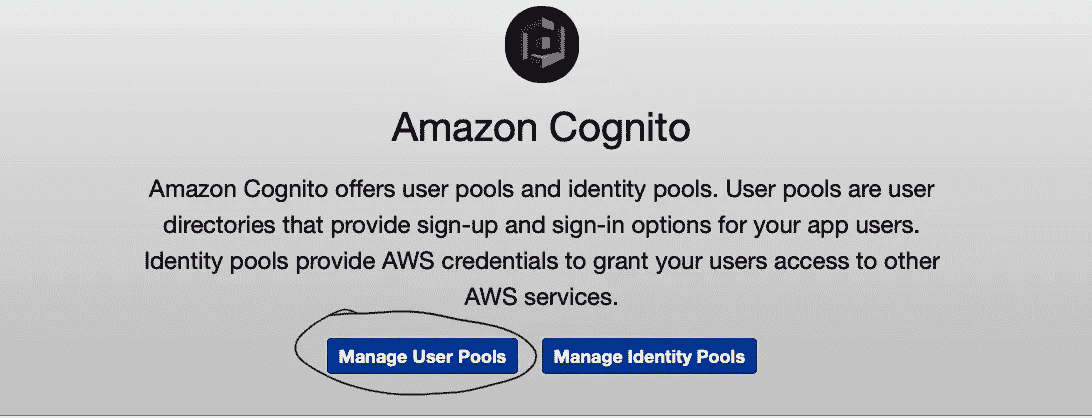 Amazon Cognito
Amazon Cognito offers user pools and identity pools. User pools are user
directories that provide sign-up and sign-in options for your app users.
Identity pools provide AWS credentials to grant your users access to other
AWS services.
Manage User Pools Manage Identity Pools